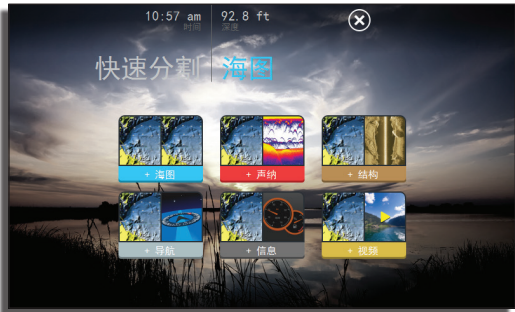 10:57 am 92.8 ft
时间 深度
快速分割 海图
+ 海图 + 声纳 + 结构
+ 导航 + 信息 + 视频